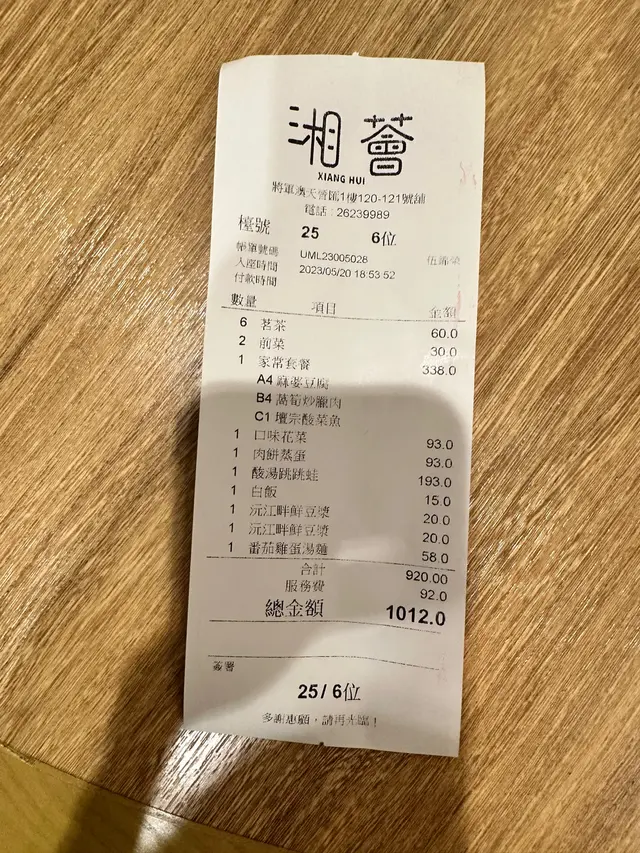 湘薈
XIANG HUI
將軍澳天晉匯1樓120-121號舖
電話：26239989
檯號 25 6位
帳單號碼 UML23005028
入座時間 2023/05/20 18:53:52
付款時間
數量 項目 金額
6 茗茶 60.0
2 前菜 30.0
1 家常套餐 338.0
A4 麻婆豆腐
B4 萵筍炒臘肉
C1 壇宗酸菜魚
1 口味花菜 93.0
1 肉餅蒸蛋 93.0
1 酸湯跳跳蛙 193.0
1 白飯 15.0
1 沅江畔鮮豆漿 20.0
1 沅江畔鮮豆漿 20.0
1 番茄雞蛋湯麵 58.0
合計 920.00
服務費 92.0
總金額 1012.0
25/ 6位
多謝惠顧，請再光臨！